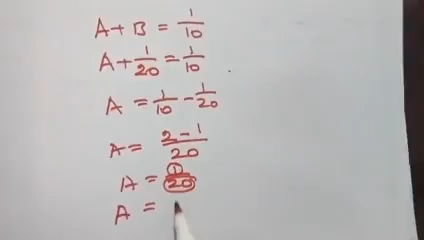 A + B = 1/10
A + 1/20 = 1/10
A = 1/10 - 1/20
A = 2 - 1/20
A = 1/20
A =